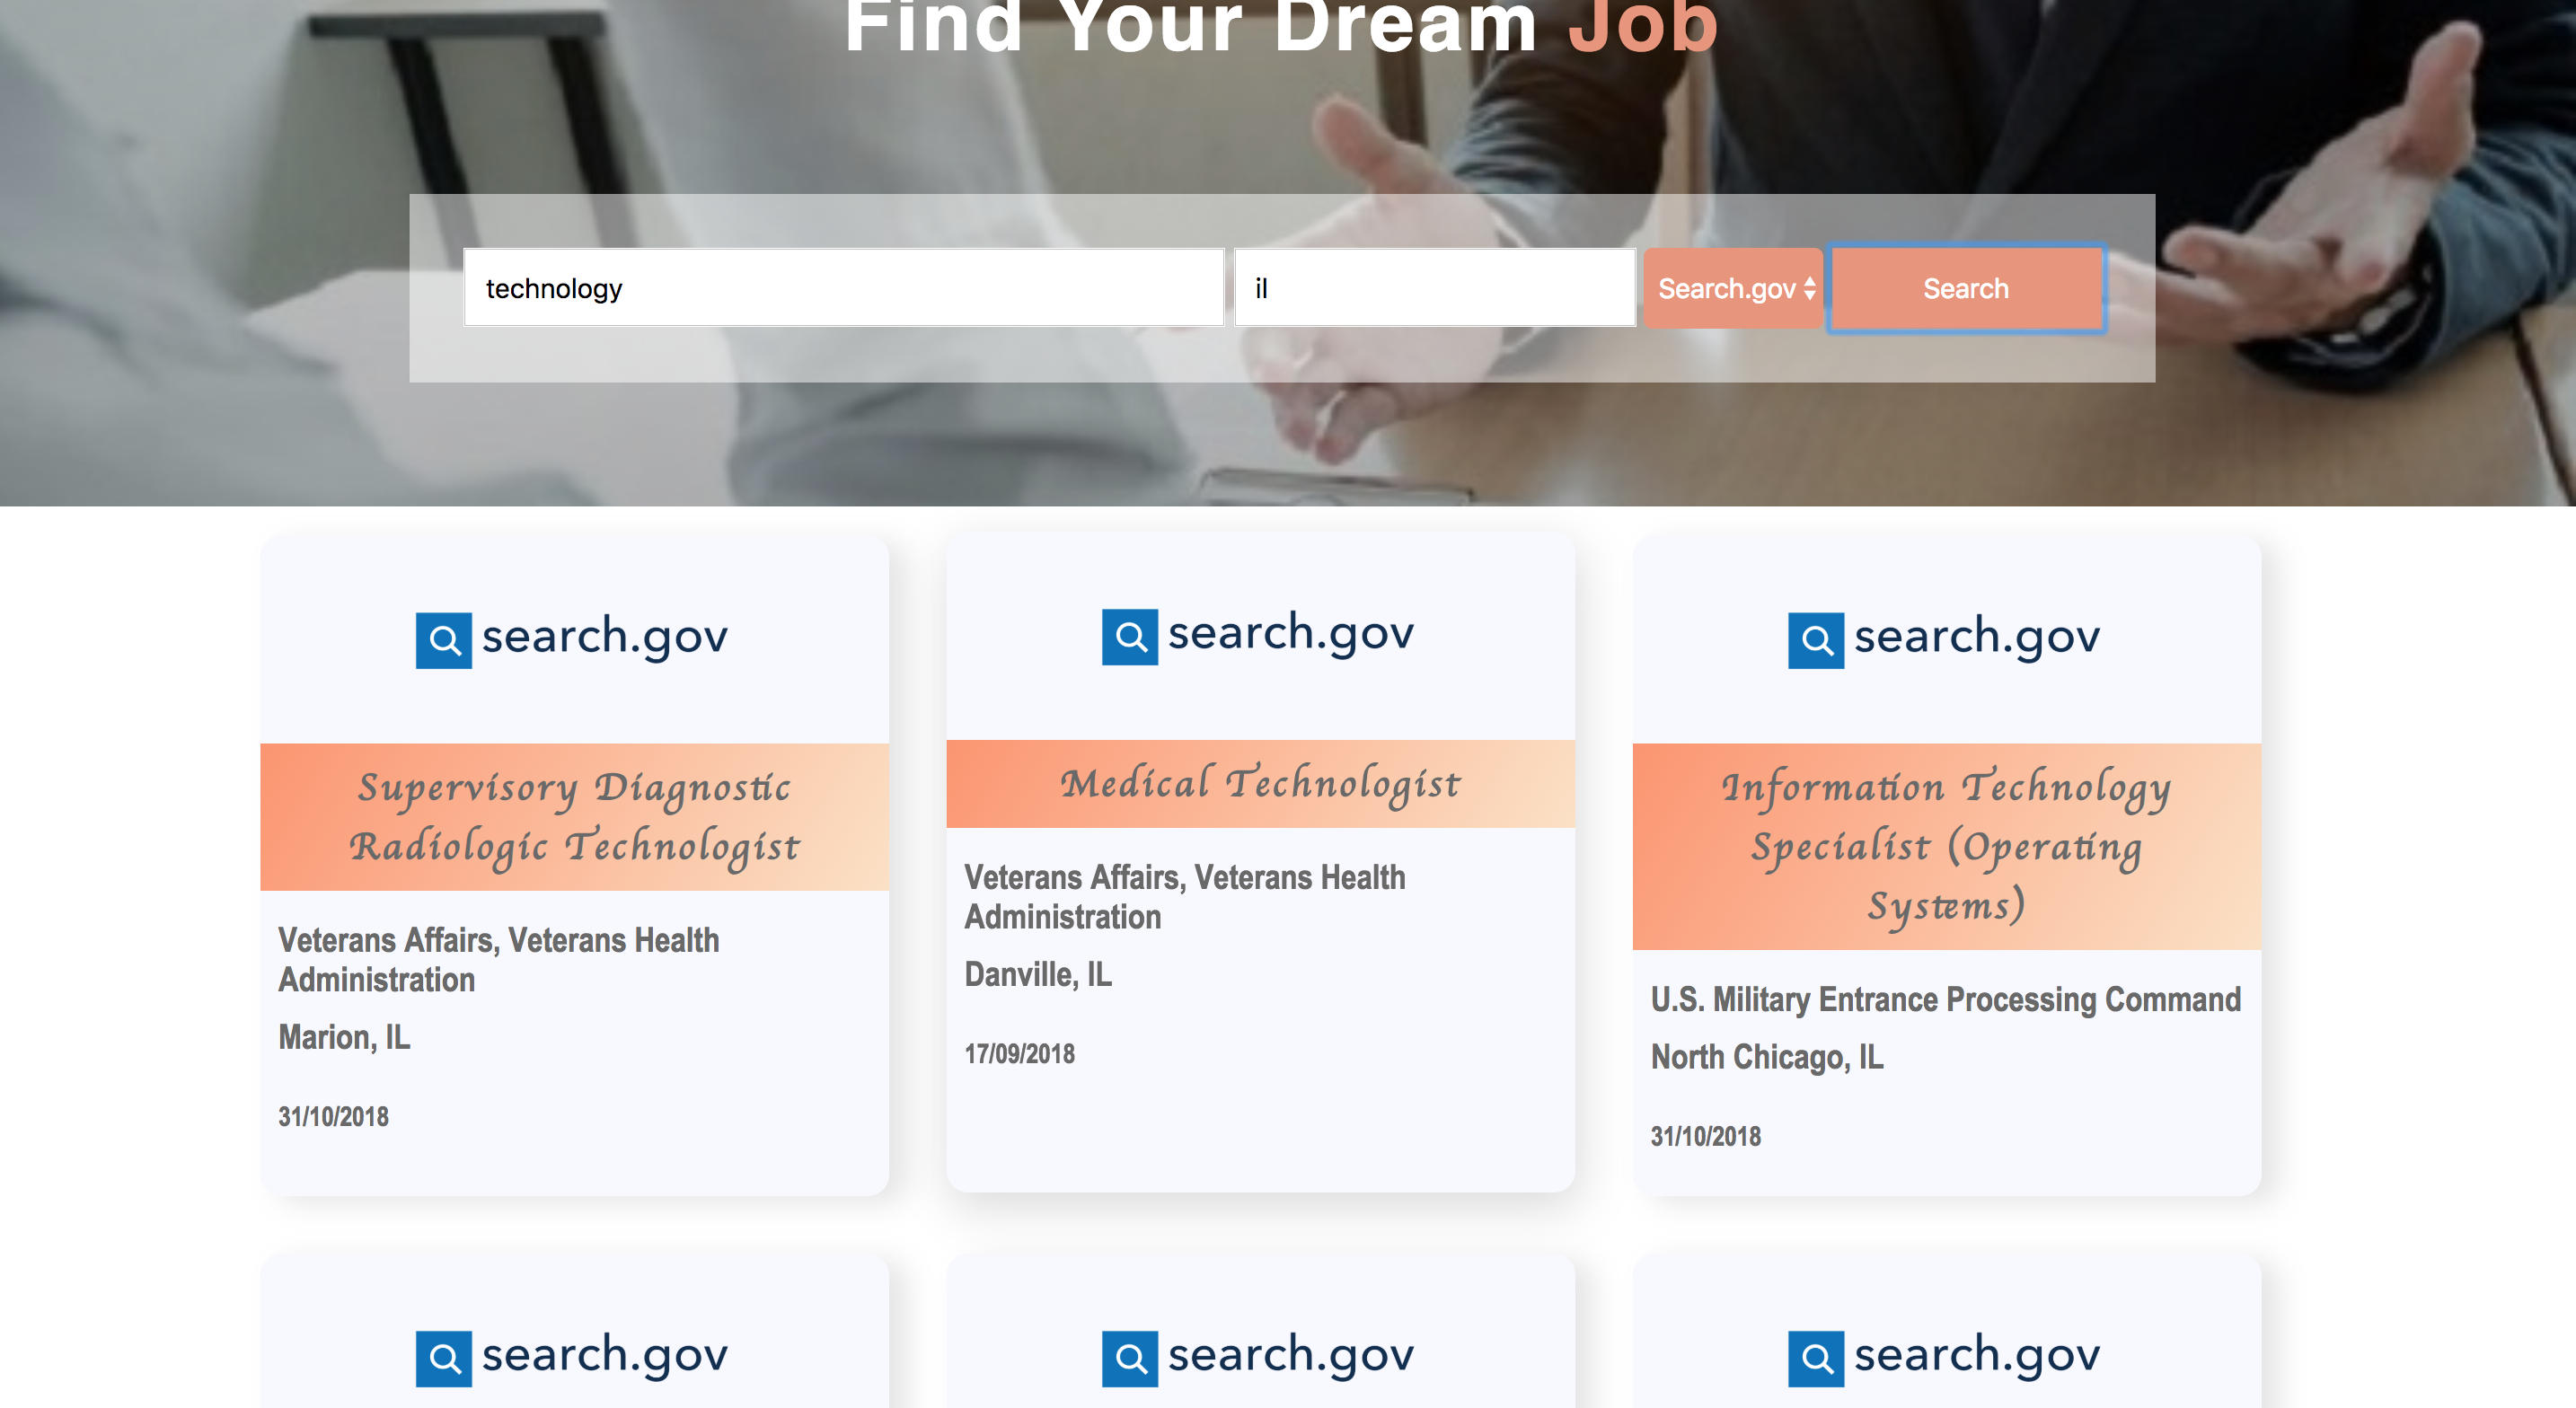 Find Your Dream Job
technology
il
Search.gov
Search
search.gov
search.gov
search.gov
Supervisory Diagnostic
Radiologic Technologist
Veterans Affairs, Veterans Health
Administration
Marion, IL
31/10/2018
Medical Technologist
Veterans Affairs, Veterans Health
Administration
Danville, IL
17/09/2018
Information Technology
Specialist (Operating
Systems)
U.S. Military Entrance Processing Command
North Chicago, IL
31/10/2018
search.gov
search.gov
search.gov